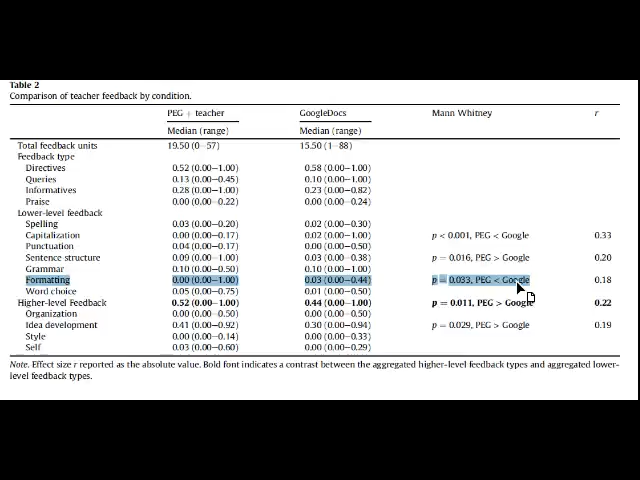 Table 2
Comparison of teacher feedback by condition.
PEG + teacher GoogleDocs Mann Whitney r
Median (range) Median (range)
Total feedback units 19.50 (0–57) 15.50 (1–88)
Feedback type
Directives 0.52 (0.00–1.00) 0.58 (0.00–1.00)
Queries 0.13 (0.00–0.45) 0.10 (0.00–1.00)
Informatives 0.28 (0.00–1.00) 0.23 (0.00–0.82)
Praise 0.00 (0.00–0.22) 0.00 (0.00–0.24)
Lower-level feedback
Spelling 0.03 (0.00–0.20) 0.02 (0.00–0.30)
Capitalization 0.00 (0.00–0.17) 0.02 (0.00–1.00) p < 0.001, PEG < Google 0.33
Punctuation 0.04 (0.00–0.17) 0.00 (0.00–0.50)
Sentence structure 0.09 (0.00–1.00) 0.03 (0.00–0.38) p = 0.016, PEG > Google 0.20
Grammar 0.10 (0.00–0.50) 0.10 (0.00–1.00)
Formatting 0.00 (0.00–1.00) 0.03 (0.00–0.44) p = 0.033, PEG < Google 0.18
Word choice 0.05 (0.00–0.75) 0.01 (0.00–0.50)
Higher-level Feedback 0.52 (0.00–1.00) 0.44 (0.00–1.00) p = 0.011, PEG > Google 0.22
Organization 0.00 (0.00–0.50) 0.00 (0.00–0.50)
Idea development 0.41 (0.00–0.92) 0.30 (0.00–0.94) p = 0.029, PEG > Google 0.19
Style 0.00 (0.00–0.14) 0.00 (0.00–0.33)
Self 0.03 (0.00–0.60) 0.00 (0.00–0.29)
Note. Effect size r reported as the absolute value. Bold font indicates a contrast between the aggregated higher-level feedback types and aggregated lower-
level feedback types.